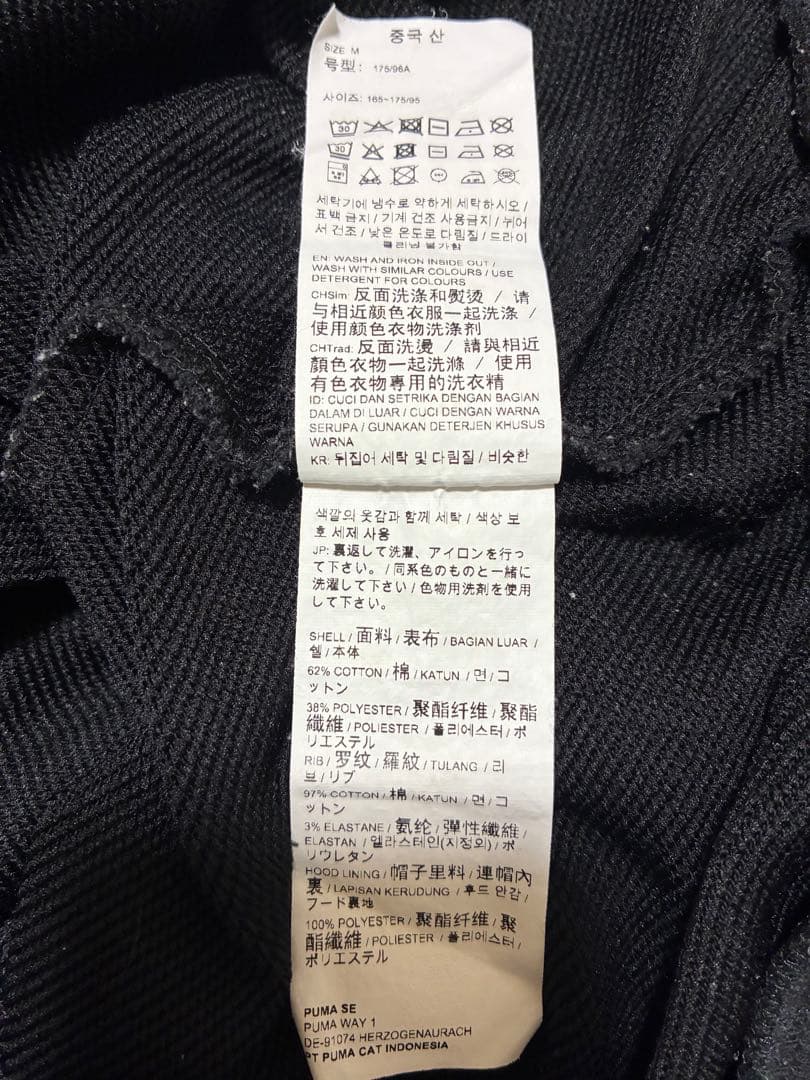 중국 산
SIZE M
号型: 175/96A
사이즈: 165~175/95
30
30
세탁기에 냉수로 약하게 세탁하시오 /
표백 금지 / 기계 건조 사용금지 / 뉘어
서 건조 / 낮은 온도로 다림질 / 드라이
클리닝 불가함
EN: WASH AND IRON INSIDE OUT /
WASH WITH SIMILAR COLOURS / USE
DETERGENT FOR COLOURS
CHSim: 反面洗涤和熨烫 / 请
与相近颜色衣服一起洗涤 /
使用颜色衣物洗涤剂
CHTrad: 反面洗燙 / 請與相近
顏色衣物一起洗滌 / 使用
有色衣物專用的洗衣精
ID: CUCI DAN SETRIKA DENGAN BAGIAN
DALAM DI LUAR / CUCI DENGAN WARNA
SERUPA / GUNAKAN DETERJEN KHUSUS
WARNA
KR: 뒤집어 세탁 및 다림질 / 비슷한
색깔의 옷감과 함께 세탁 / 색상 보
호 세제 사용
JP: 裏返して洗濯、アイロンを行っ
て下さい。/ 同系色のものと一緒に
洗濯して下さい / 色物用洗剤を使用
して下さい。
SHELL / 面料 / 表布 / BAGIAN LUAR /
쉘 / 本体
62% COTTON / 棉 / KATUN / 면 / コ
ットン
38% POLYESTER / 聚酯纤维 / 聚酯
纖維 / POLIESTER / 폴리에스터 / ポ
リエステル
RIB / 罗纹 / 羅紋 / TULANG / 리
브 / リブ
97% COTTON / 棉 / KATUN / 면 / コ
ットン
3% ELASTANE / 氨纶 / 彈性纖維 /
ELASTAN / 엘라스테인(지정외) / ポ
リウレタン
HOOD LINING / 帽子里料 / 連帽內
裏 / LAPISAN KERUDUNG / 후드 안감 /
フード裏地
100% POLYESTER / 聚酯纤维 / 聚
酯纖維 / POLIESTER / 폴리에스터 /
ポリエステル
PUMA SE
PUMA WAY 1
DE-91074 HERZOGENAURACH
PT PUMA CAT INDONESIA